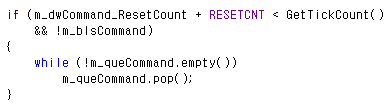 if (m_dwCommand_ResetCount + RESETCNT < GetTickCount()
    && !m_bIsCommand)
{
    while (!m_queCommand.empty())
        m_queCommand.pop();
}